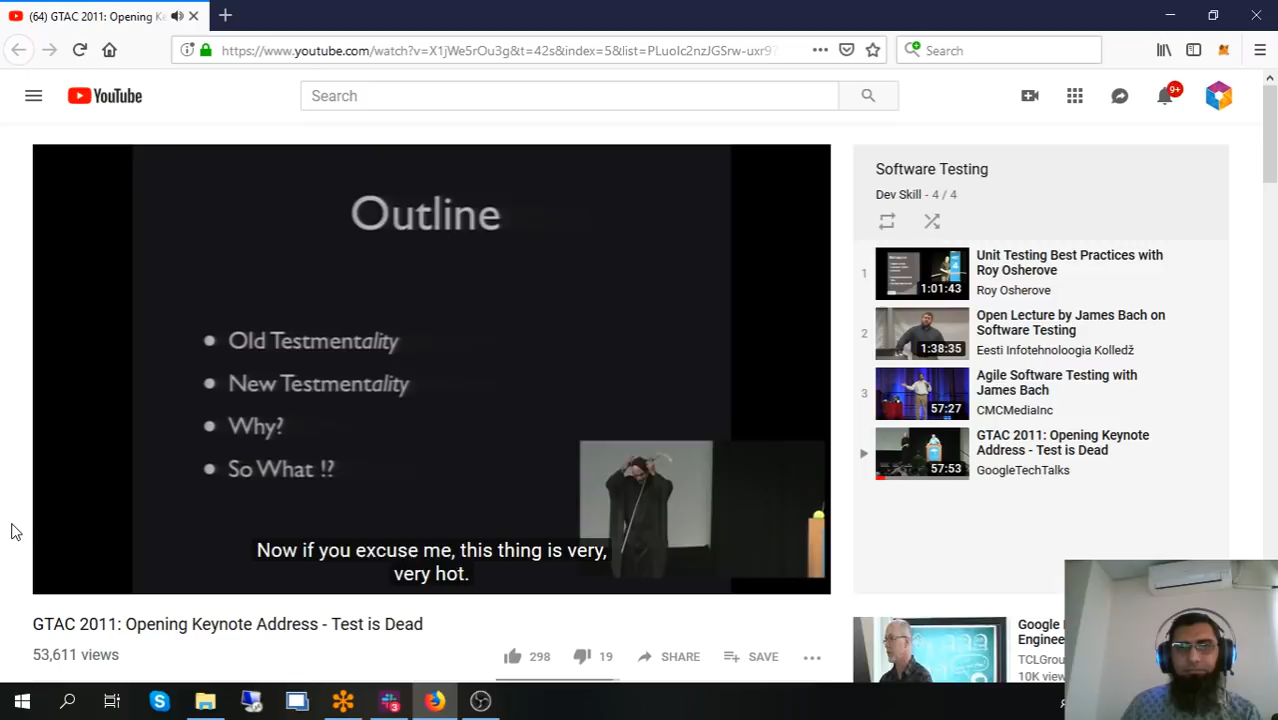 (64) GTAC 2011: Opening Ke
https://www.youtube.com/watch?v=X1jWe5rOu3g&t=42s&index=5&list=PLuoIc2nzJGSrw-uxr9?
Search
YouTube
Search
9+
Outline
Old Testmentality
New Testmentality
Why?
So What !?
Now if you excuse me, this thing is very,
very hot.
GTAC 2011: Opening Keynote Address - Test is Dead
53,611 views
298
19
SHARE
SAVE
Software Testing
Dev Skill - 4 / 4
1
1:01:43
Unit Testing Best Practices with
Roy Osherove
Roy Osherove
2
1:38:35
Open Lecture by James Bach on
Software Testing
Eesti Infotehnoloogia Kolledž
3
57:27
Agile Software Testing with
James Bach
CMCMediaInc
57:53
GTAC 2011: Opening Keynote
Address - Test is Dead
GoogleTechTalks
Google
Engine
TCLGrou
10K view
3